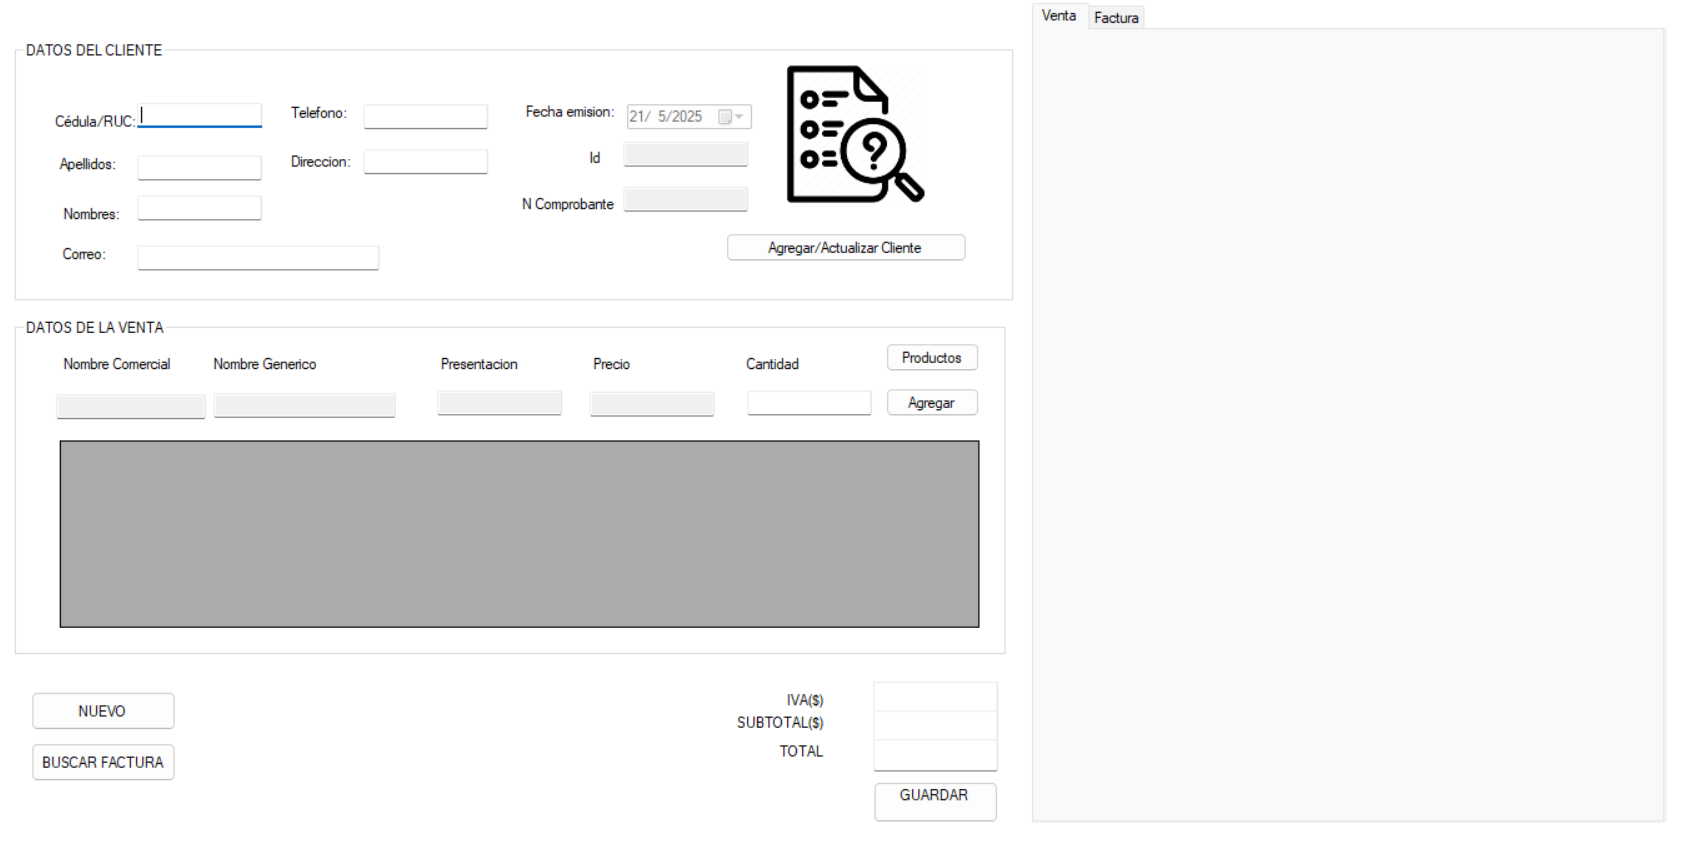 Venta Factura
DATOS DEL CLIENTE
Cédula/RUC: Telefono: Fecha emision: 21/ 5/2025
Apellidos: Direccion: Id
Nombres: N Comprobante
Correo: Agregar/Actualizar Cliente
DATOS DE LA VENTA
Nombre Comercial Nombre Generico Presentacion Precio Cantidad Productos
Agregar
NUEVO
BUSCAR FACTURA
IVA($)
SUBTOTAL($)
TOTAL
GUARDAR